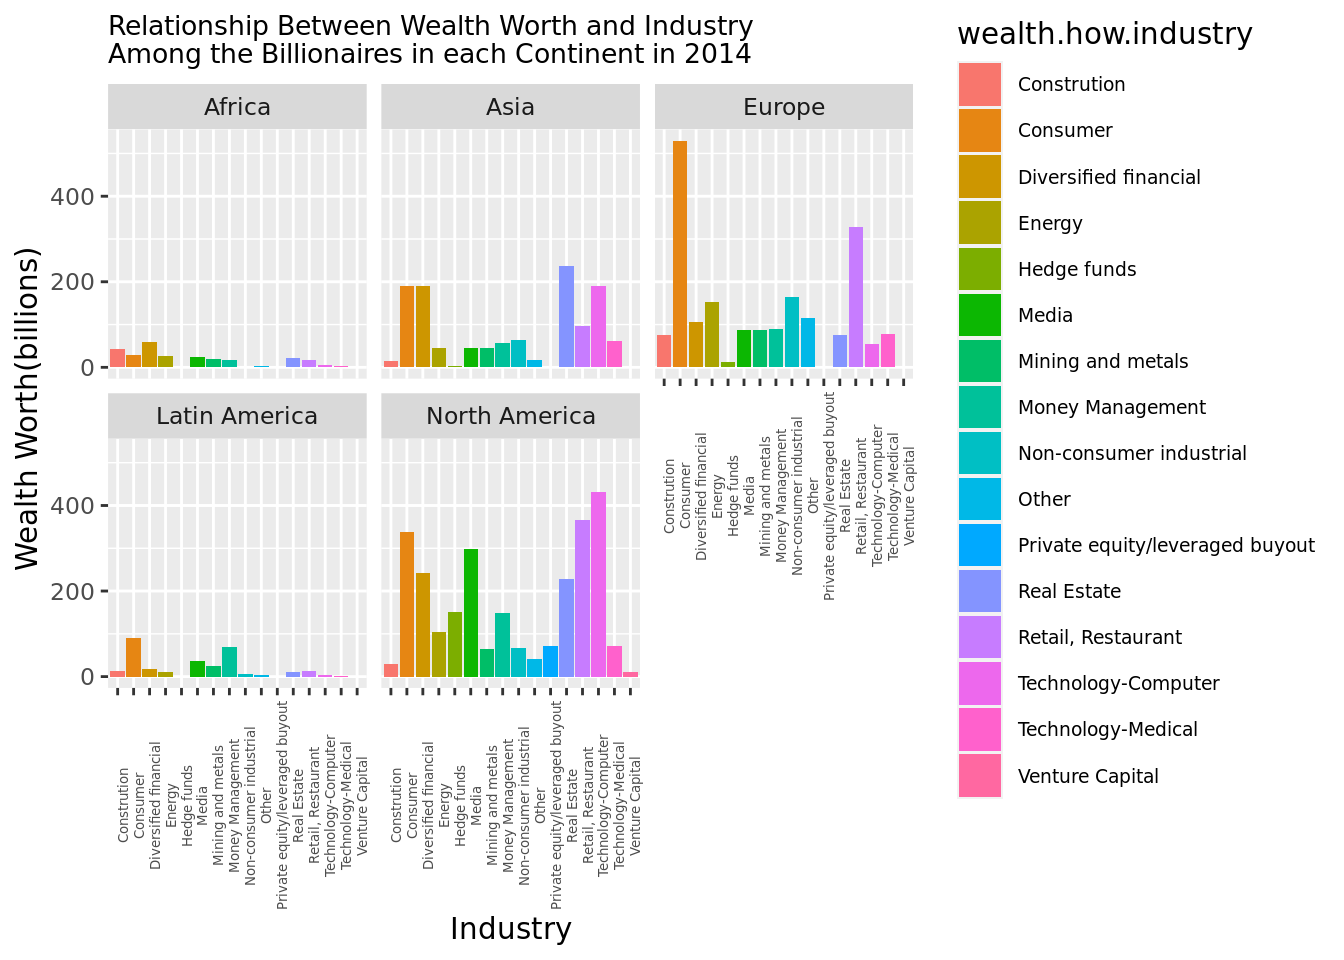 Relationship Between Wealth Worth and Industry
Among the Billionaires in each Continent in 2014
Africa
Asia
Europe
400
200
0
Latin America
North America
400
200
0
Wealth Worth(billions)
Constrution
Consumer
Diversified financial
Energy
Hedge funds
Media
Mining and metals
Money Management
Non-consumer industrial
Other
Private equity/leveraged buyout
Real Estate
Retail, Restaurant
Technology-Computer
Technology-Medical
Venture Capital
Constrution
Consumer
Diversified financial
Energy
Hedge funds
Media
Mining and metals
Money Management
Non-consumer industrial
Other
Private equity/leveraged buyout
Real Estate
Retail, Restaurant
Technology-Computer
Technology-Medical
Venture Capital
Constrution
Consumer
Diversified financial
Energy
Hedge funds
Media
Mining and metals
Money Management
Non-consumer industrial
Other
Private equity/leveraged buyout
Real Estate
Retail, Restaurant
Technology-Computer
Technology-Medical
Venture Capital
Industry
wealth.how.industry
Constrution
Consumer
Diversified financial
Energy
Hedge funds
Media
Mining and metals
Money Management
Non-consumer industrial
Other
Private equity/leveraged buyout
Real Estate
Retail, Restaurant
Technology-Computer
Technology-Medical
Venture Capital